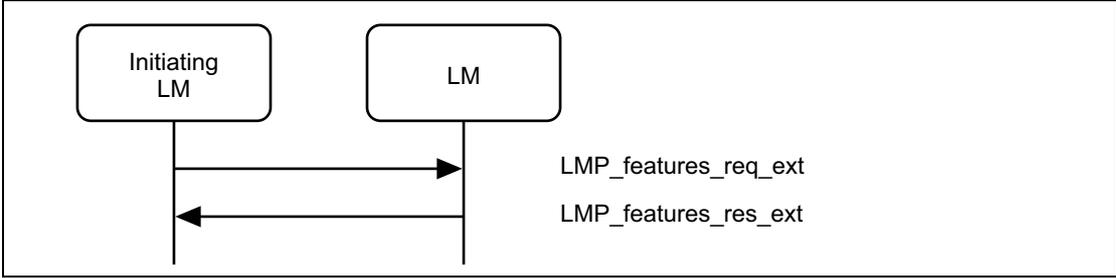 Initiating
LM
LM
LMP_features_req_ext
LMP_features_res_ext